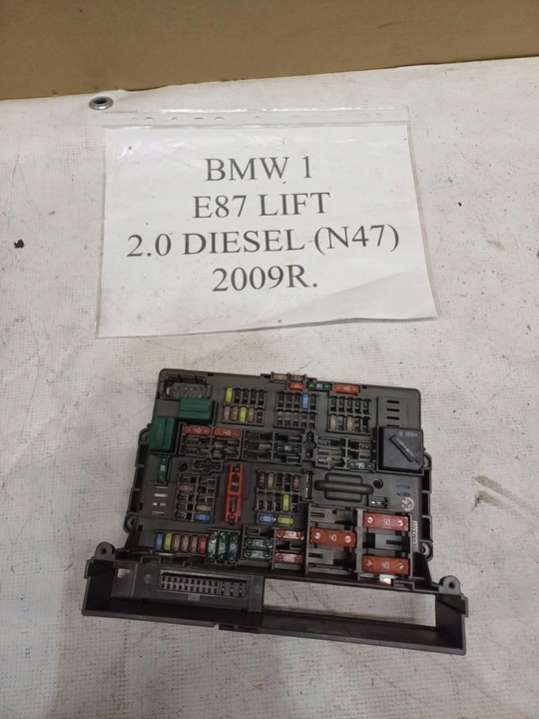 BMW 1
E87 LIFT
2.0 DIESEL (N47)
2009R.